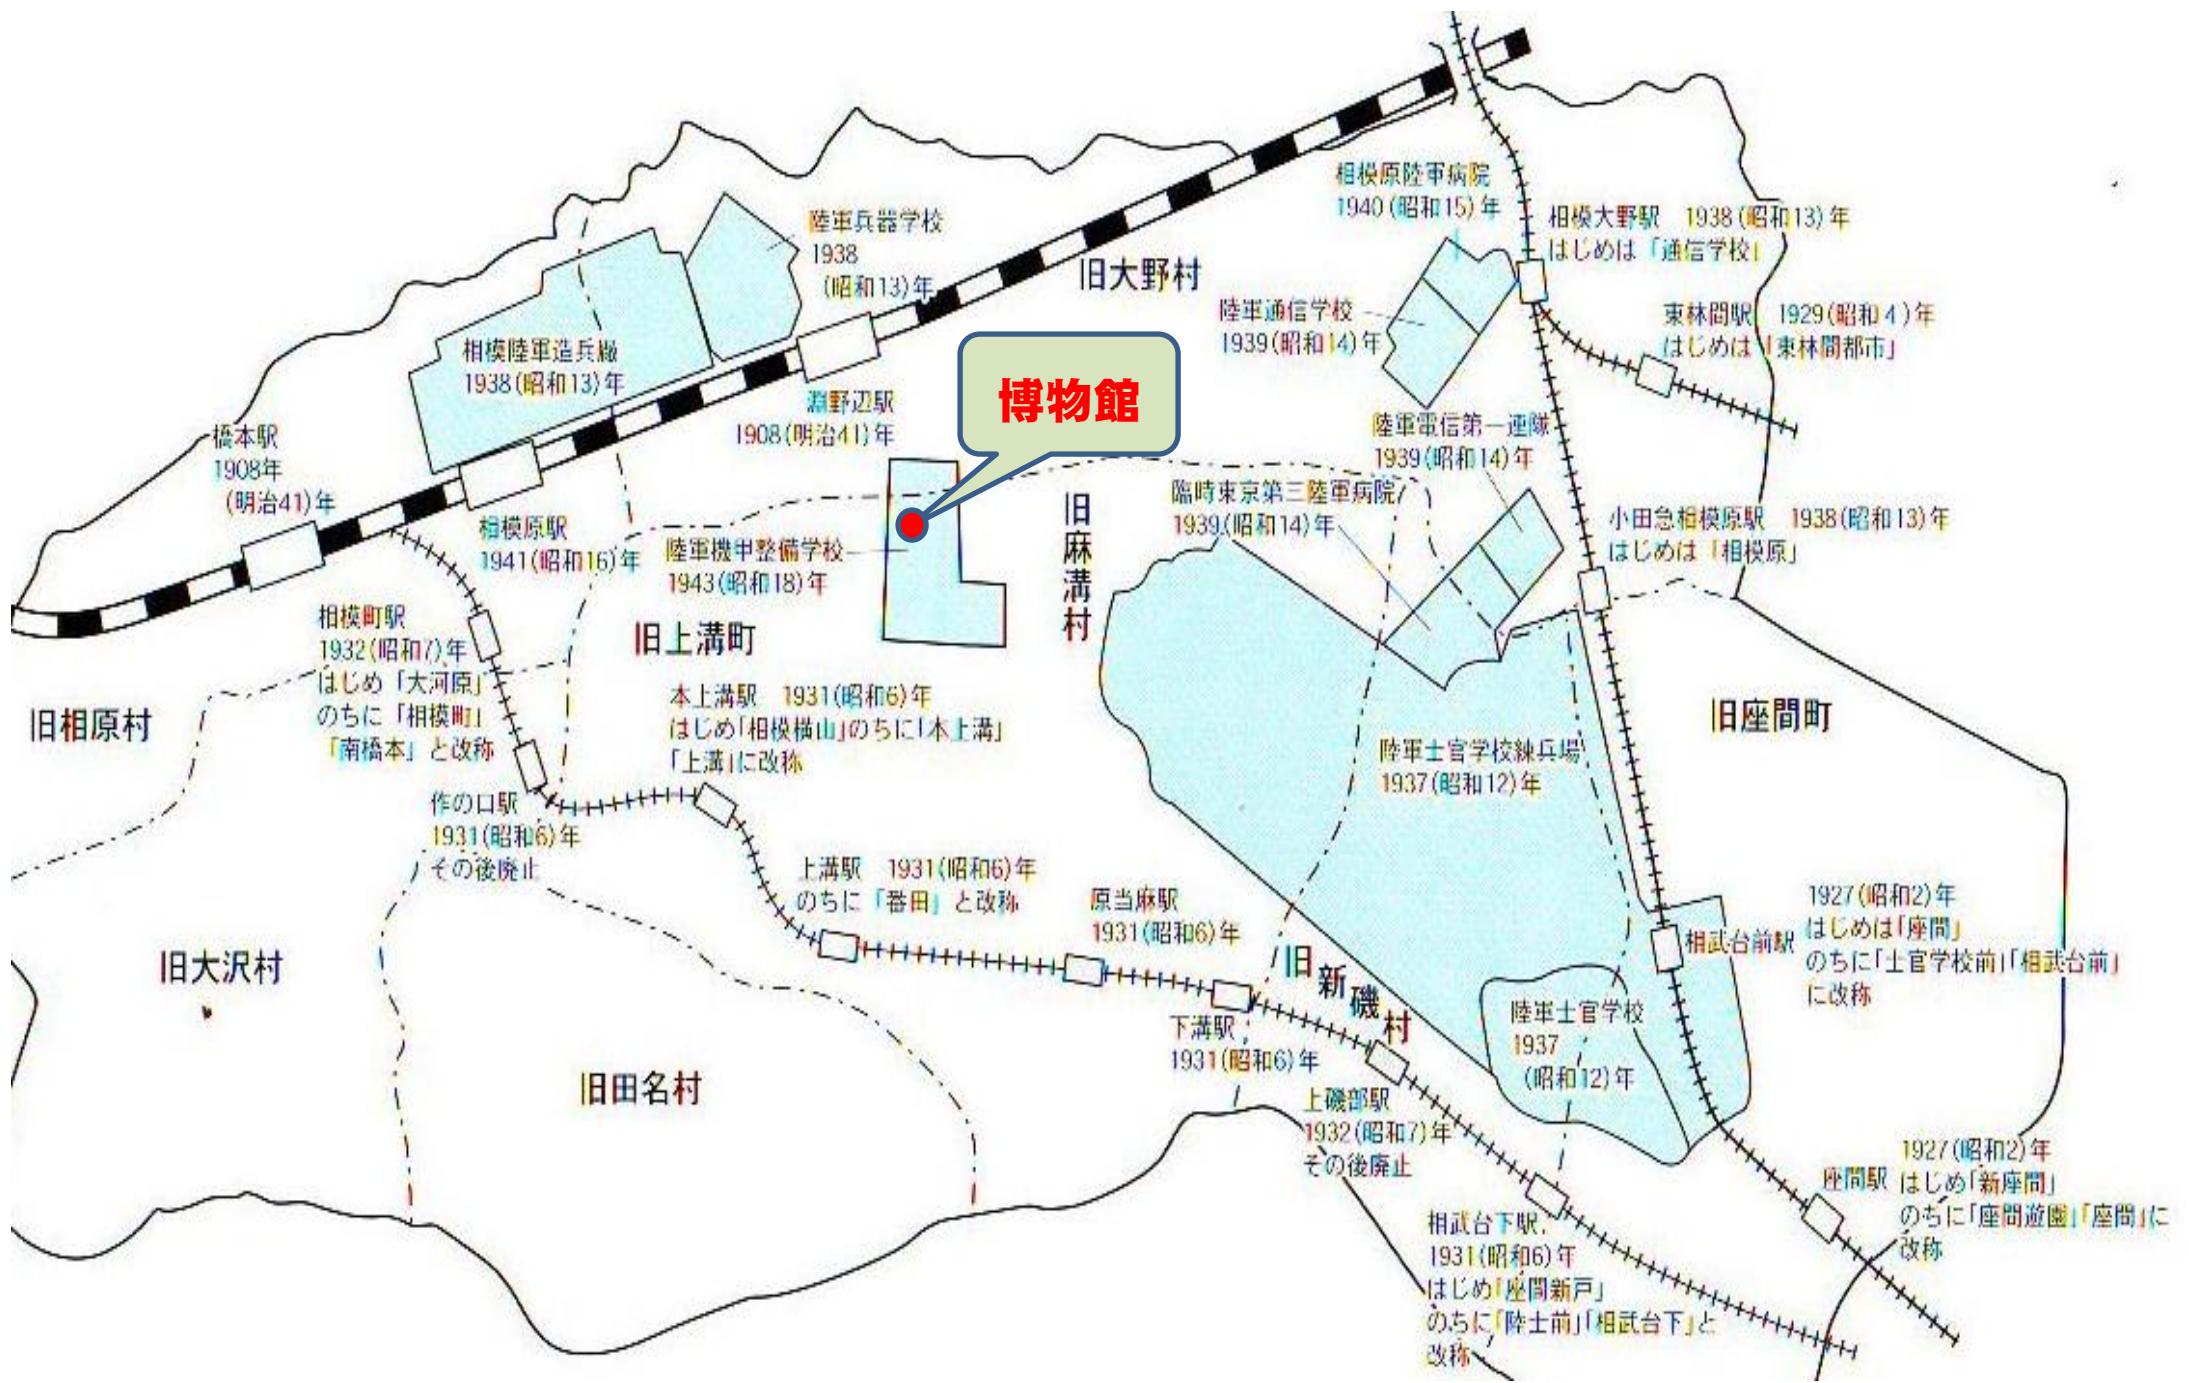 相模原陸軍病院
1940(昭和15)年
陸軍兵器学校
1938
(昭和13)年
相模大野駅 1938(昭和13)年
はじめは「通信学校」
旧大野村
陸軍通信学校
1939(昭和14)年
東林間駅 1929(昭和4)年
はじめは「東林間都市」
相模陸軍造兵廠
1938(昭和13)年
博物館
淵野辺駅
1908(明治41)年
橋本駅
1908年
(明治41)年
陸軍電信第一連隊
1939(昭和14)年
臨時東京第三陸軍病院
1939(昭和14)年
旧麻溝村
相模原駅
1941(昭和16)年
陸軍機甲整備学校
1943(昭和18)年
小田急相模原駅 1938(昭和13)年
はじめは「相模原」
相模町駅
1932(昭和7)年
はじめ「大河原」
のちに「相模町」
「南橋本」と改称
旧上溝町
旧相原村
本上溝駅 1931(昭和6)年
はじめ「相模横山」のちに「本上溝」
「上溝」に改称
旧座間町
陸軍士官学校練兵場
1937(昭和12)年
作の口駅
1931(昭和6)年
その後廃止
上溝駅 1931(昭和6)年
のちに「番田」と改称
原当麻駅
1931(昭和6)年
相武台前駅
1927(昭和2)年
はじめは「座間」
のちに「士官学校前」「相武台前」
に改称
旧大沢村
旧新磯村
陸軍士官学校
1937
(昭和12)年
下溝駅
1931(昭和6)年
旧田名村
上磯部駅
1932(昭和7)年
その後廃止
座間駅
1927(昭和2)年
はじめ「新座間」
のちに「座間遊園」「座間」に
改称
相武台下駅
1931(昭和6)年
はじめ「座間新戸」
のちに「陸士前」「相武台下」と
改称